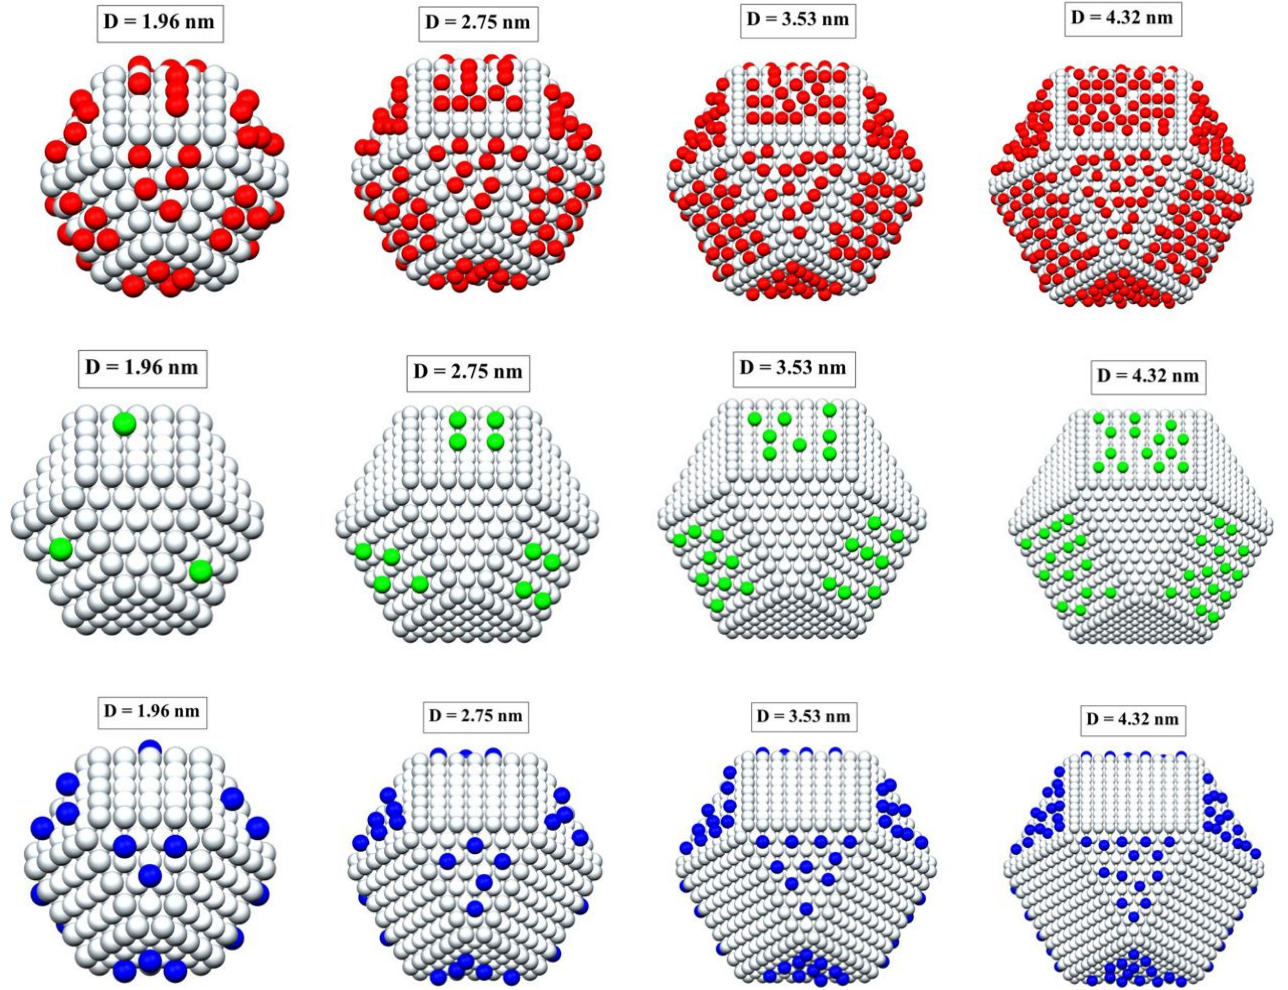 D = 1.96 nm
D = 2.75 nm
D = 3.53 nm
D = 4.32 nm
D = 1.96 nm
D = 2.75 nm
D = 3.53 nm
D = 4.32 nm
D = 1.96 nm
D = 2.75 nm
D = 3.53 nm
D = 4.32 nm